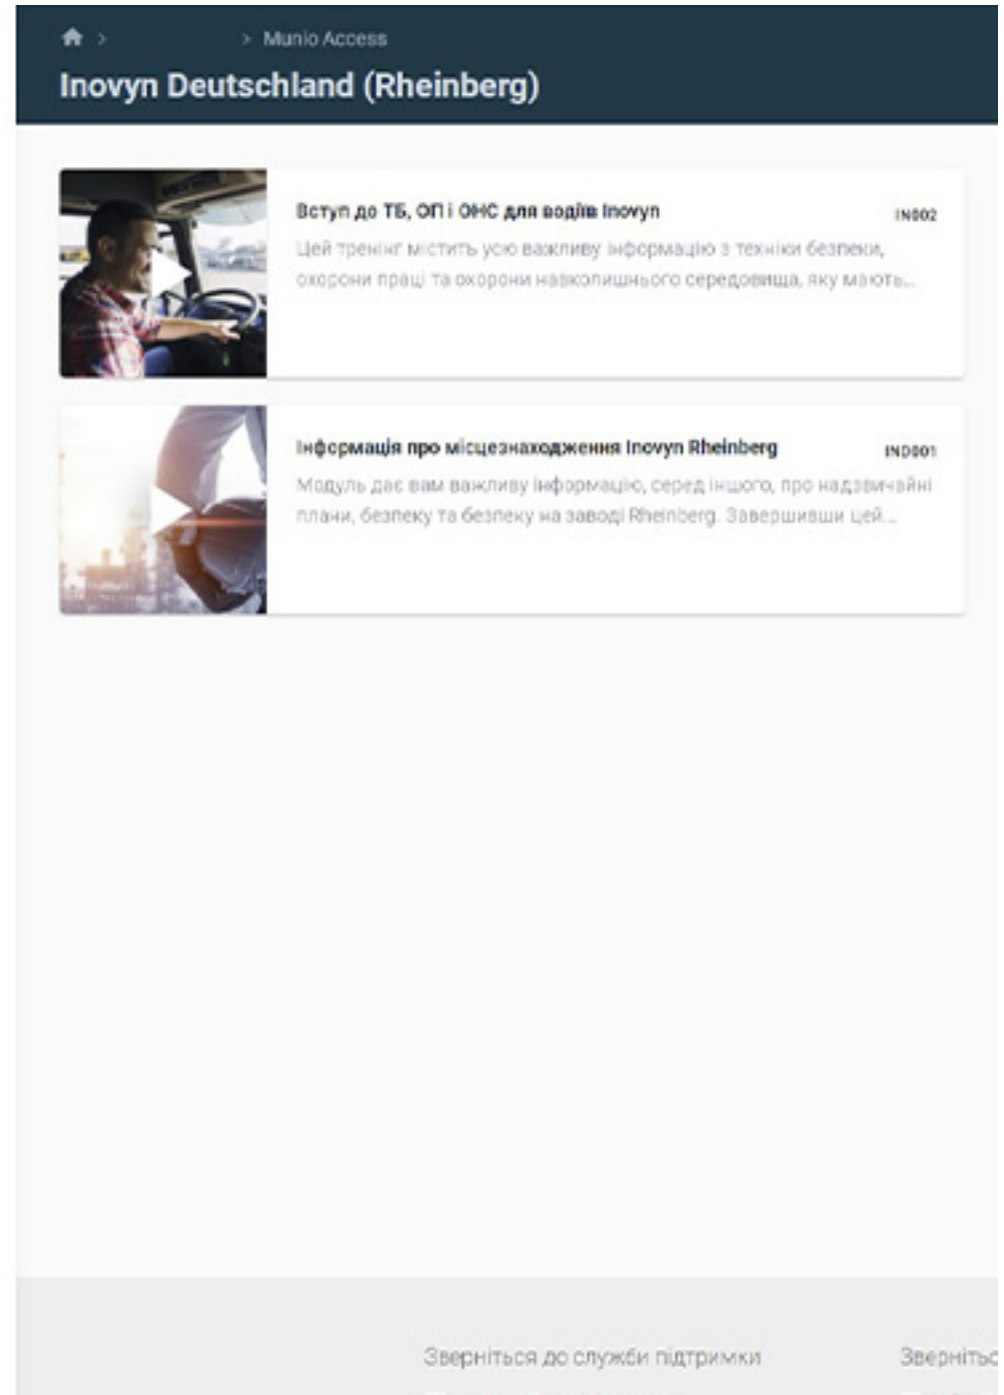 > > Munio Access
Inovyn Deutschland (Rheinberg)
Вступ до ТБ, ОП і ОНС для водіїв Inovyn
IN002
Цей тренінг містить усю важливу інформацію з техніки безпеки,
охорони праці та охорони навколишнього середовища, яку мають...
Інформація про місцезнаходження Inovyn Rheinberg
IND001
Модуль дає вам важливу інформацію, серед іншого, про надзвичайні
плани, безпеку та безпеку на заводі Rheinberg. Завершивши цей...
Зверніться до служби підтримки
Звернітьс